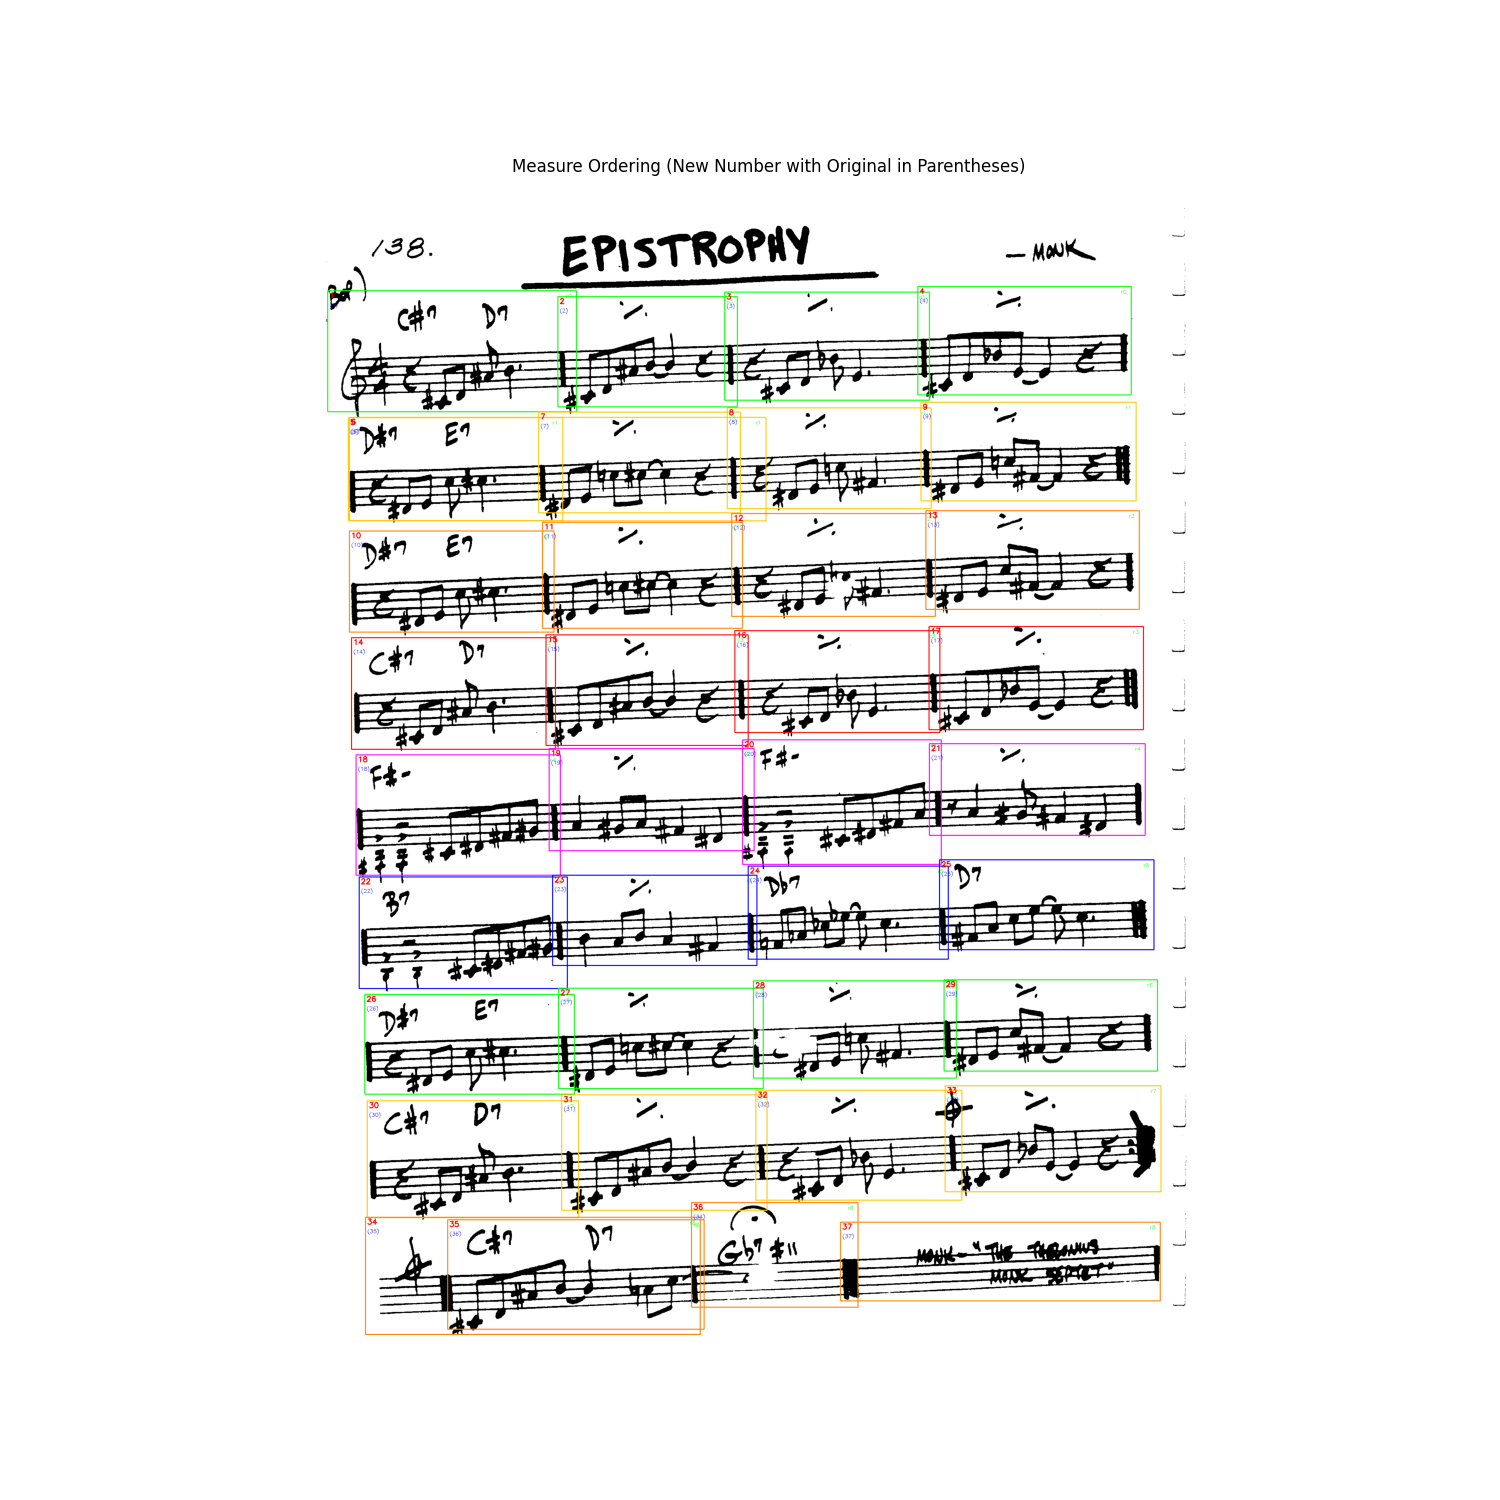 Measure Ordering (New Number with Original in Parentheses)
138. EPISTROPHY — MONK
Bop)
2 (2) 3 (3) 4 (4)
C#7 D7
7 (7) 8 (8) 9 (9)
D#7 E7
10 (10) 11 (11) 12 (12) 13 (13)
D#7 E7
14 (14) 15 (15) 16 (16) 17 (17)
C#7 D7
18 (18) 19 (19) 20 (20) 21 (21)
F#- F#-
22 (22) 23 (23) 24 (24) 25 (25)
B7 Db7 D7
26 (26) 27 (27) 28 (28) 29 (29)
D#7 E7
30 (30) 31 (31) 32 (32) 33
C#7 D7
34 (35) 35 (36) 36 (34) 37 (37)
C#7 D7 Gb7 #11
MONK - "THE THELONIUS
MONK SEPTET"